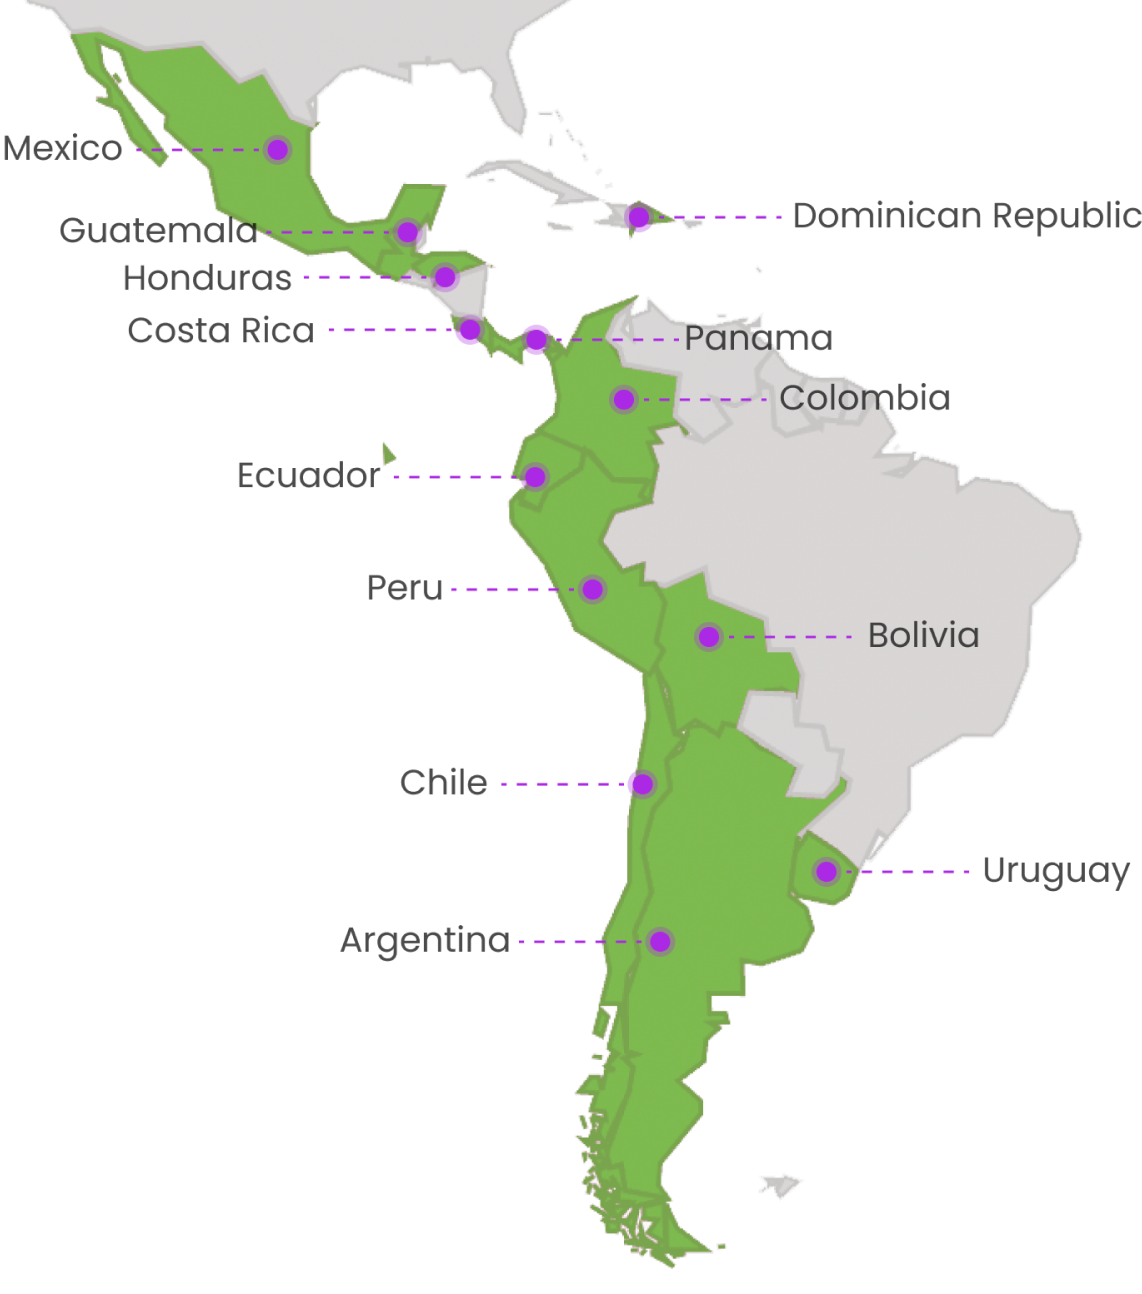 Mexico
Dominican Republic
Guatemala
Honduras
Costa Rica
Panama
Colombia
Ecuador
Peru
Bolivia
Chile
Uruguay
Argentina